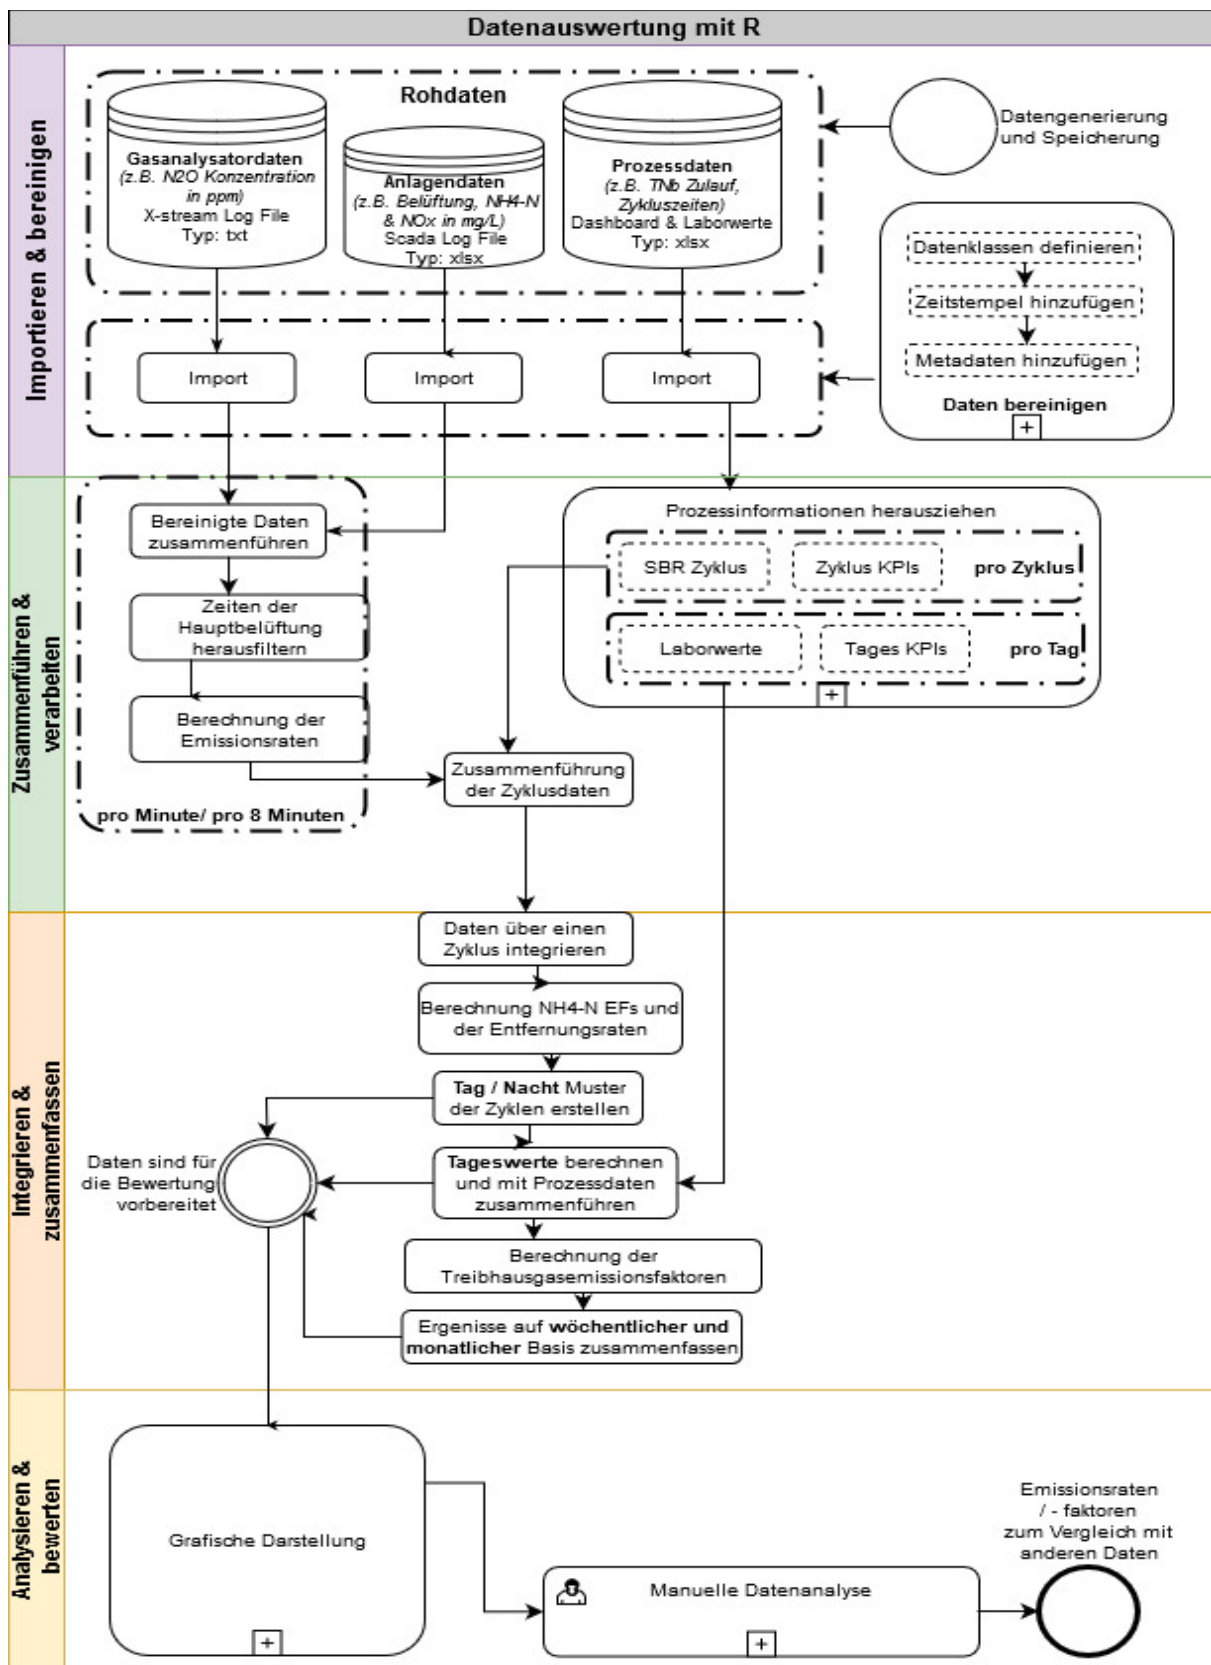 Datenauswertung mit R
Importieren & bereinigen
Rohdaten
Gasanalysatordaten
(z.B. N2O Konzentration
in ppm)
X-stream Log File
Typ: txt
Anlagendaten
(z.B. Belüftung, NH4-N
& NOx in mg/L)
Scada Log File
Typ: xlsx
Prozessdaten
(z.B. TNb Zulauf,
Zykluszeiten)
Dashboard & Laborwerte
Typ: xlsx
Datengenerierung
und Speicherung
Datenklassen definieren
Zeitstempel hinzufügen
Metadaten hinzufügen
Daten bereinigen
Import
Import
Import
Zusammenführen &
verarbeiten
Bereinigte Daten
zusammenführen
Zeiten der
Hauptbelüftung
herausfiltern
Berechnung der
Emissionsraten
pro Minute/ pro 8 Minuten
Prozessinformationen herausziehen
SBR Zyklus
Zyklus KPIs
pro Zyklus
Laborwerte
Tages KPIs
pro Tag
Zusammenführung
der Zyklusdaten
Integrieren &
zusammenfassen
Daten über einen
Zyklus integrieren
Berechnung NH4-N EFs und
der Entfernungsraten
Tag / Nacht Muster
der Zyklen erstellen
Daten sind für
die Bewertung
vorbereitet
Tageswerte berechnen
und mit Prozessdaten
zusammenführen
Berechnung der
Treibhausgasemissionsfaktoren
Ergenisse auf wöchentlicher und
monatlicher Basis zusammenfassen
Analysieren &
bewerten
Grafische Darstellung
Manuelle Datenanalyse
Emissionsraten
/ - faktoren
zum Vergleich mit
anderen Daten